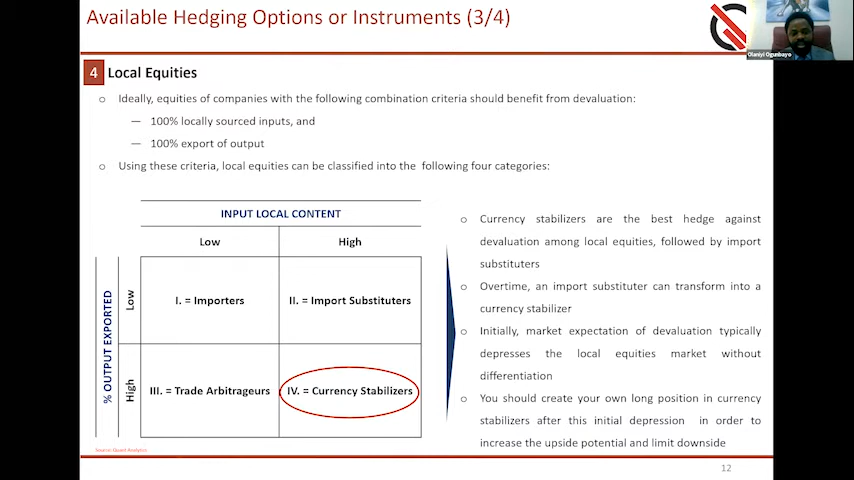 Available Hedging Options or Instruments (3/4)
Olaniyi Ogunbayo
4 Local Equities
o Ideally, equities of companies with the following combination criteria should benefit from devaluation:
— 100% locally sourced inputs, and
— 100% export of output
o Using these criteria, local equities can be classified into the following four categories:
INPUT LOCAL CONTENT
Low High
% OUTPUT EXPORTED
Low
I. = Importers II. = Import Substituters
High
III. = Trade Arbitrageurs IV. = Currency Stabilizers
o Currency stabilizers are the best hedge against
devaluation among local equities, followed by import
substituters
o Overtime, an import substituter can transform into a
currency stabilizer
o Initially, market expectation of devaluation typically
depresses the local equities market without
differentiation
o You should create your own long position in currency
stabilizers after this initial depression in order to
increase the upside potential and limit downside
Source: Quant Analytics
12